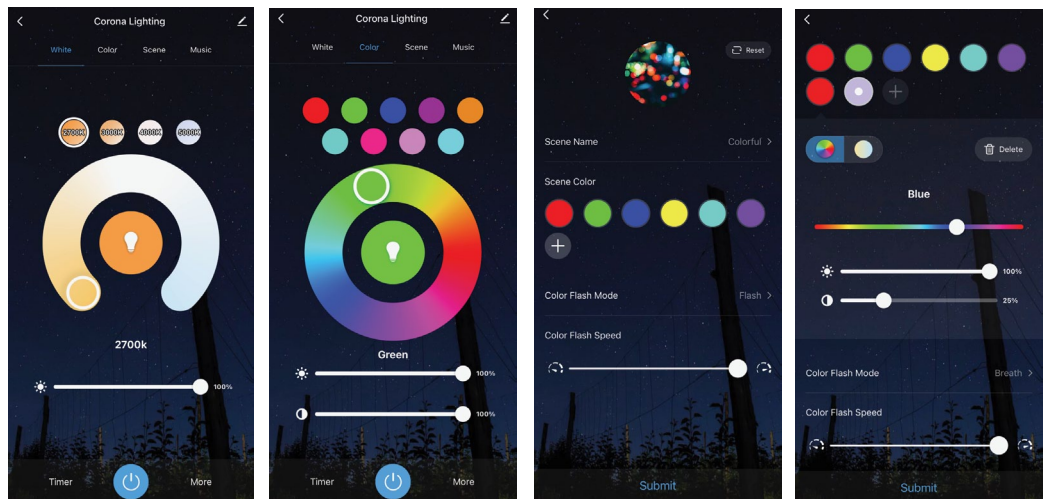 Corona Lighting
White Color Scene Music
2700K 3000K 4000K 5000K
2700k
100%
Timer More
Corona Lighting
White Color Scene Music
Green
100%
100%
Timer More
Reset
Scene Name Colorful >
Scene Color
Color Flash Mode Flash >
Color Flash Speed
Submit
Delete
Blue
100%
25%
Color Flash Mode Breath >
Color Flash Speed
Submit